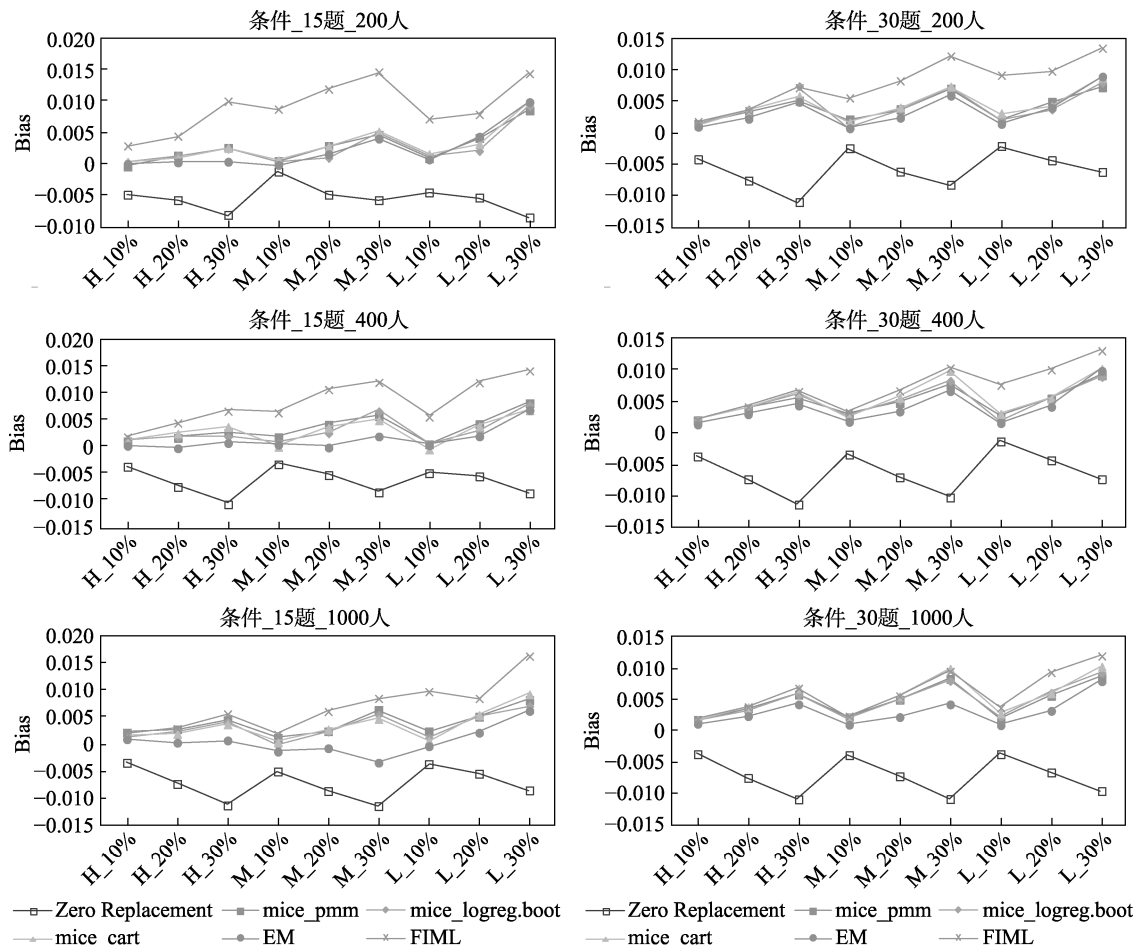 条件_15题_200人
0.020
0.015
0.010
0.005
0
−0.005
−0.010
Bias
H_10%
H_20%
H_30%
M_10%
M_20%
M_30%
L_10%
L_20%
L_30%
条件_30题_200人
0.015
0.010
0.005
0
−0.005
−0.010
−0.015
Bias
H_10%
H_20%
H_30%
M_10%
M_20%
M_30%
L_10%
L_20%
L_30%
条件_15题_400人
0.020
0.015
0.010
0.005
0
−0.005
−0.010
−0.015
Bias
H_10%
H_20%
H_30%
M_10%
M_20%
M_30%
L_10%
L_20%
L_30%
条件_30题_400人
0.015
0.010
0.005
0
−0.005
−0.010
−0.015
Bias
H_10%
H_20%
H_30%
M_10%
M_20%
M_30%
L_10%
L_20%
L_30%
条件_15题_1000人
0.020
0.015
0.010
0.005
0
−0.005
−0.010
−0.015
Bias
H_10%
H_20%
H_30%
M_10%
M_20%
M_30%
L_10%
L_20%
L_30%
条件_30题_1000人
0.015
0.010
0.005
0
−0.005
−0.010
−0.015
Bias
H_10%
H_20%
H_30%
M_10%
M_20%
M_30%
L_10%
L_20%
L_30%
Zero Replacement
mice_pmm
mice_logreg.boot
mice cart
EM
FIML